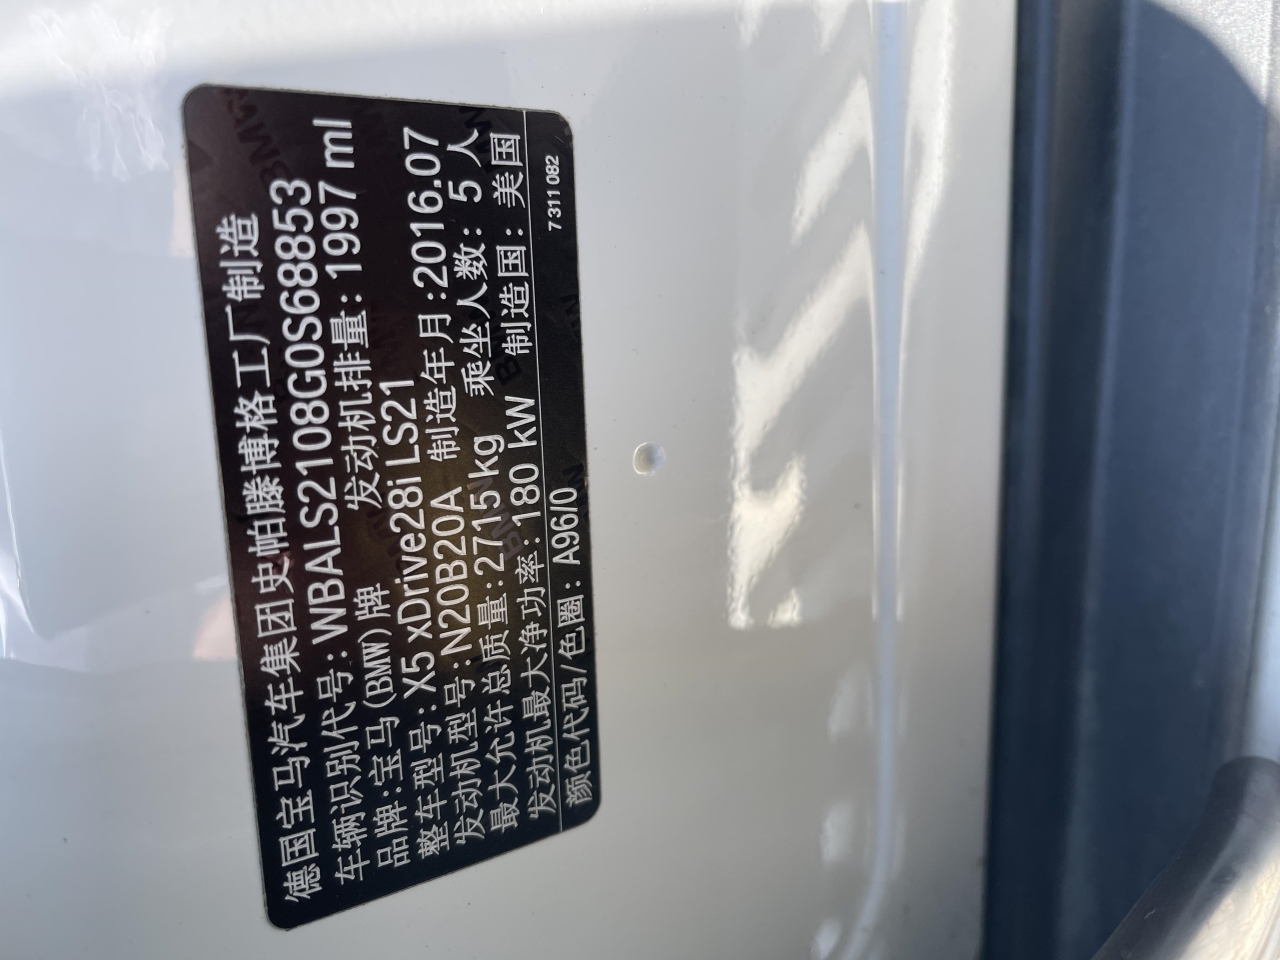 德国宝马汽车集团史帕滕博格工厂制造
车辆识别代号:WBALS2108G0S68853
品牌:宝马(BMW)牌 发动机排量:1997 ml
整车型号:X5 xDrive28i LS21
发动机型号:N20B20A 制造年月:2016.07
最大允许总质量:2715 kg 乘坐人数: 5 人
发动机最大净功率:180 kW 制造国: 美国
颜色代码/色圈: A96/0 7 311 082